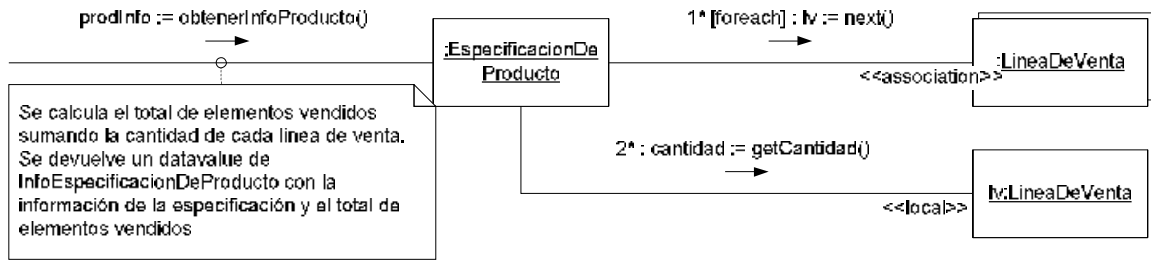 prodInfo := obtenerInfoProducto()
1* [foreach] : lv := next()
:EspecificacionDe
Producto
<<association>>
:LineaDeVenta
Se calcula el total de elementos vendidos
sumando la cantidad de cada linea de venta.
Se devuelve un datavalue de
InfoEspecificacionDeProducto con la
información de la especificación y el total de
elementos vendidos
2* : cantidad := getCantidad()
<<local>>
lv:LineaDeVenta